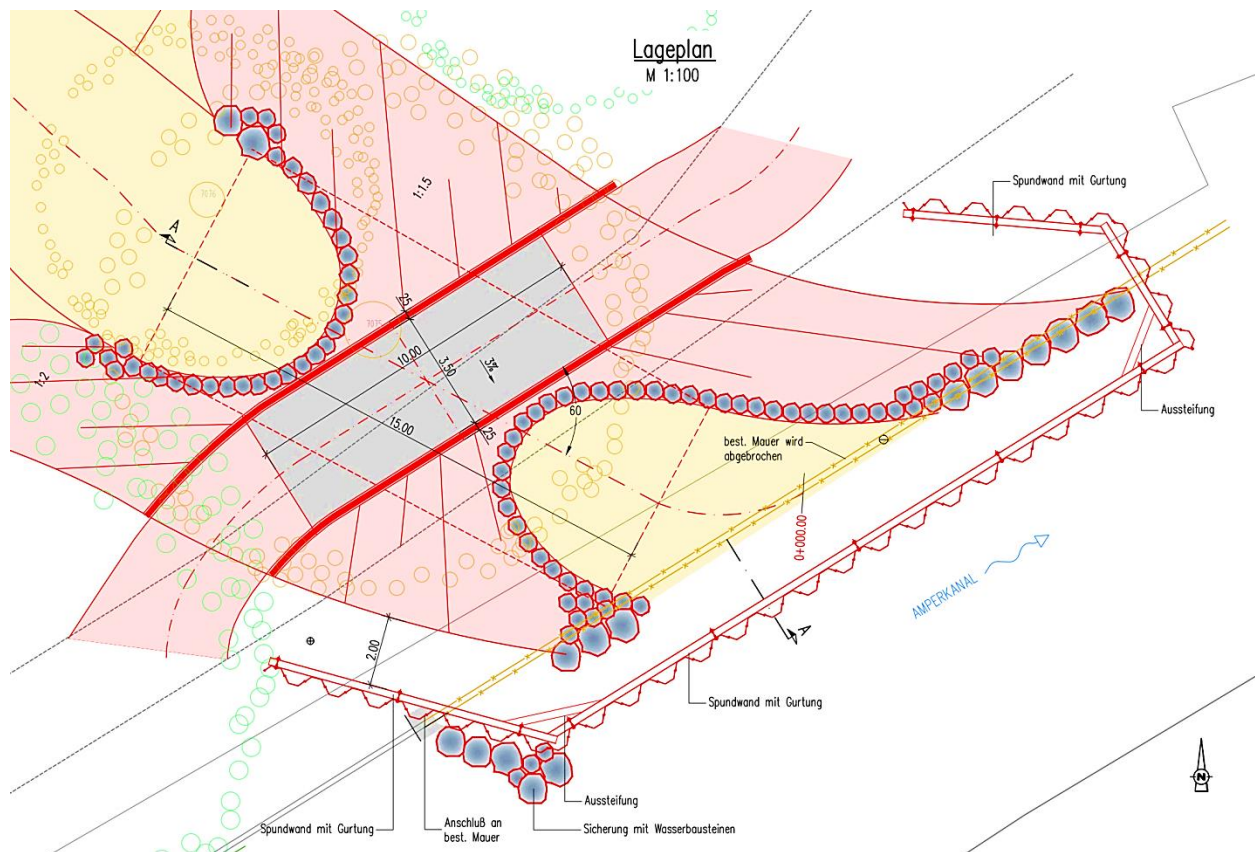 Lageplan
M 1:100
Spundwand mit Gurtung
A
1:1.5
25
10.00
3.50
3%
1:2
15.00
25
60
Aussteifung
best. Mauer wird
abgebrochen
0+000.00
AMPERKANAL
A
2.00
Spundwand mit Gurtung
N
Aussteifung
Spundwand mit Gurtung
Anschluß an
best. Mauer
Sicherung mit Wasserbausteinen